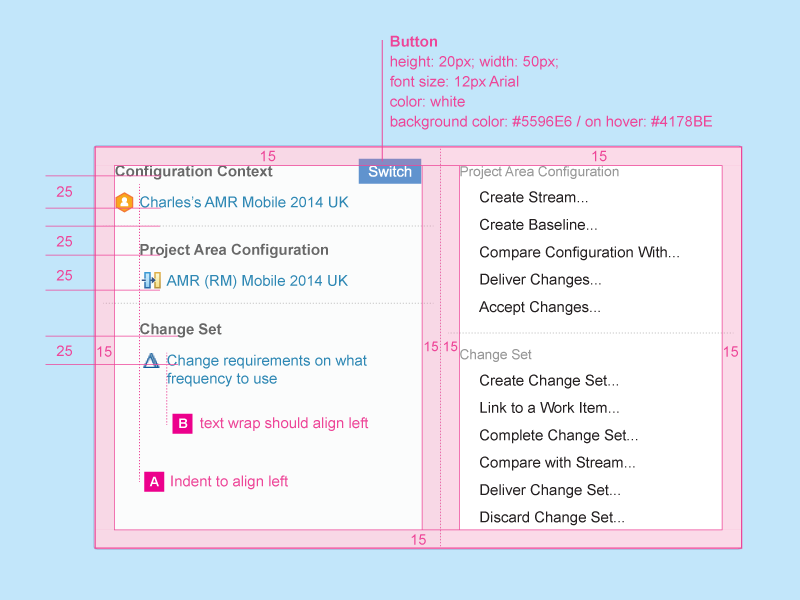 Button
height: 20px; width: 50px;
font size: 12px Arial
color: white
background color: #5596E6 / on hover: #4178BE
15
15
Configuration Context
Switch
25
Charles's AMR Mobile 2014 UK
25
Project Area Configuration
25
AMR (RM) Mobile 2014 UK
Change Set
25
15
Change requirements on what
frequency to use
B
text wrap should align left
A
Indent to align left
15
15
Project Area Configuration
Create Stream...
Create Baseline...
Compare Configuration With...
Deliver Changes...
Accept Changes...
Change Set
15
Create Change Set...
Link to a Work Item...
Complete Change Set...
Compare with Stream...
Deliver Change Set...
Discard Change Set...
15